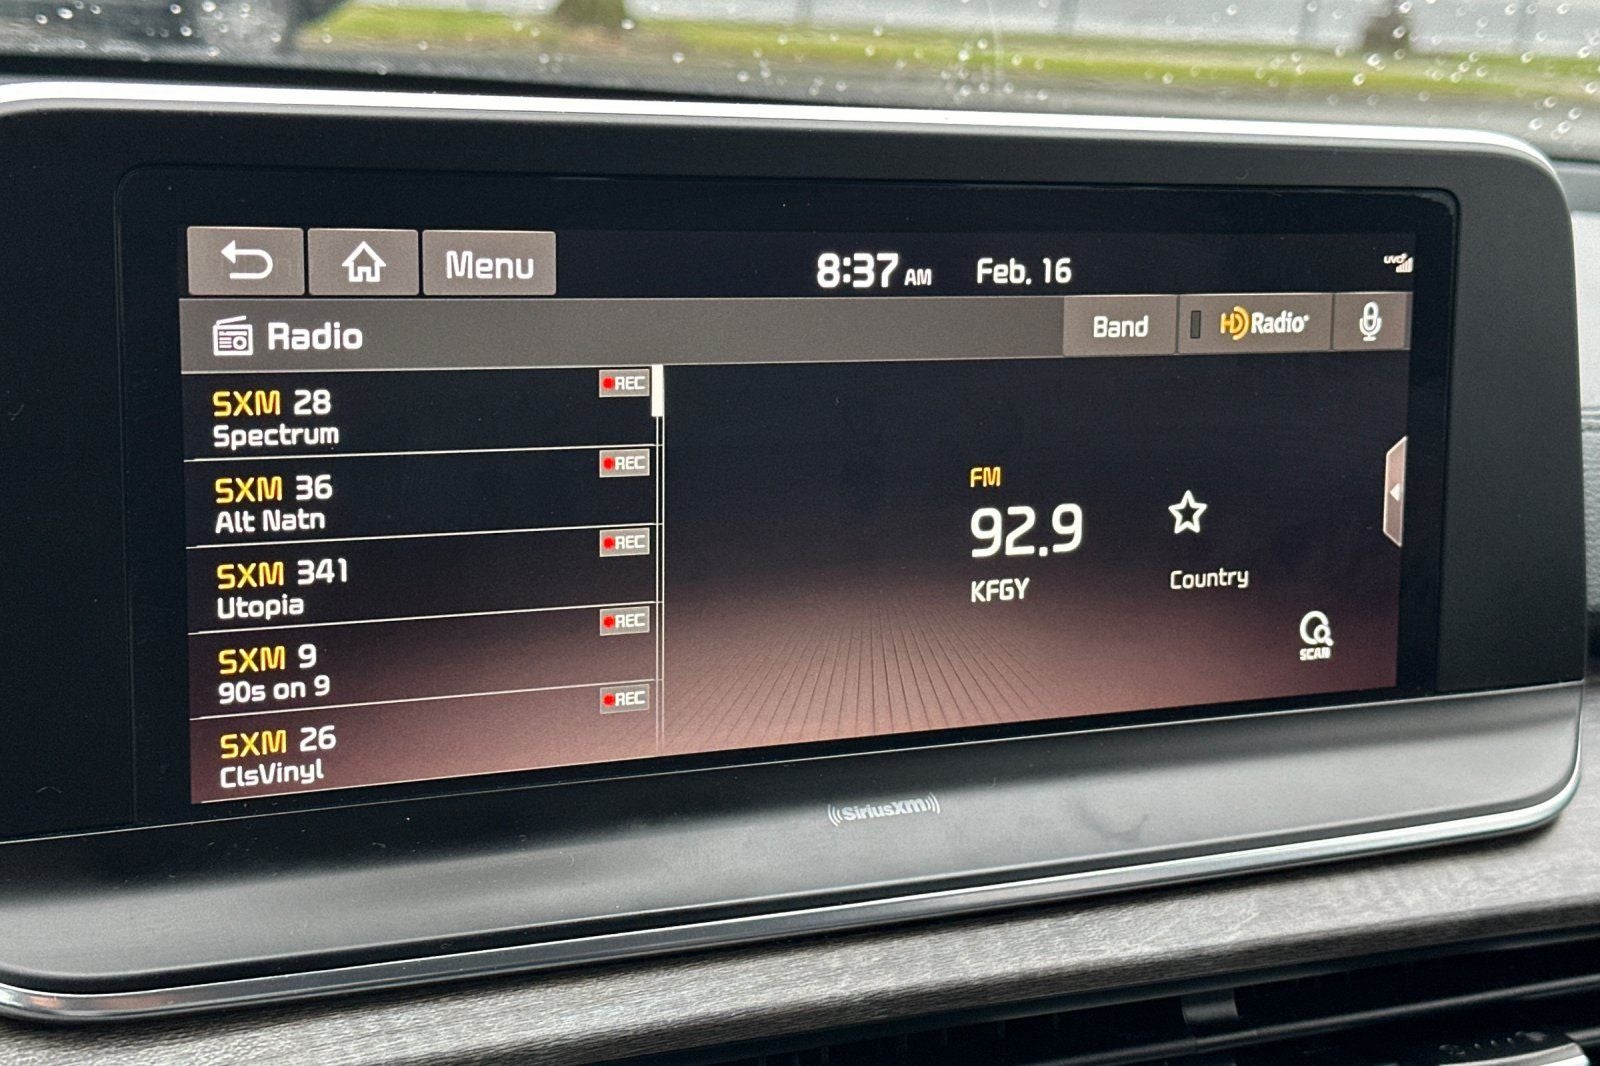 Menu
8:37 AM Feb. 16
UVO
Radio
Band
HD Radio
SXM 28
REC
Spectrum
SXM 36
REC
Alt Natn
SXM 341
REC
Utopia
SXM 9
REC
90s on 9
SXM 26
REC
ClsVinyl
FM
92.9
KFGY
Country
SCAN
((SiriusXM))